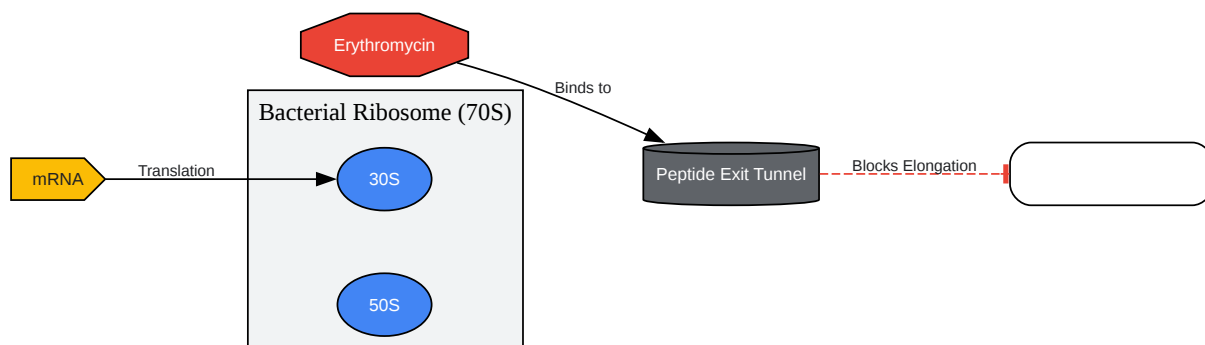 Erythromycin
Binds to
Bacterial Ribosome (70S)
mRNA
Translation
30S
Peptide Exit Tunnel
Blocks Elongation
50S